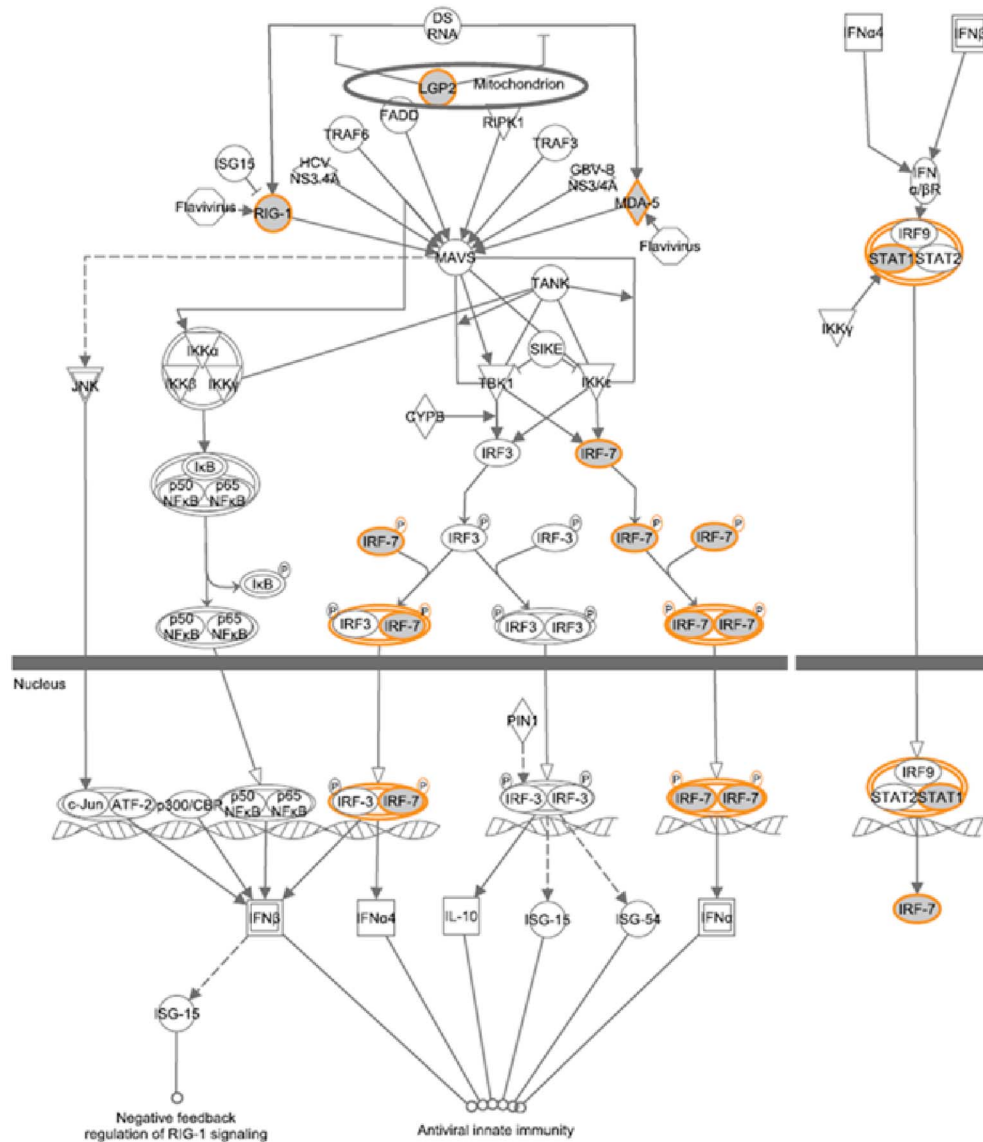 DS
RNA
IFNα4
IFNβ
LGP2
Mitochondrion
FADD
RIPK1
TRAF6
TRAF3
ISG15
HCV
NS3.4A
GBV-B
NS3/4A
IFN
α/βR
Flavivirus
RIG-1
MDA-5
Flavivirus
IRF9
STAT1
STAT2
MAVS
TANK
IKKγ
IKKα
IKKβ
IKKγ
SIKE
JNK
TBK1
IKKε
CYPB
IRF3
IRF-7
IκB
p50
NFκB
p65
NFκB
P
IRF-7
P
IRF3
P
IRF-3
P
IRF-7
P
IRF-7
P
IκB
p50
NFκB
p65
NFκB
P
IRF3
IRF-7
P
P
IRF3
IRF3
P
P
IRF-7
IRF-7
P
Nucleus
PIN1
c-Jun
ATF-2
p300/CBP
p50
NFκB
p65
NFκB
P
IRF-3
IRF-7
P
P
IRF-3
IRF-3
P
P
IRF-7
IRF-7
P
IRF9
STAT2
STAT1
IFNβ
IFNα4
IL-10
ISG-15
ISG-54
IFNα
IRF-7
ISG-15
Negative feedback
regulation of RIG-1 signaling
Antiviral innate immunity